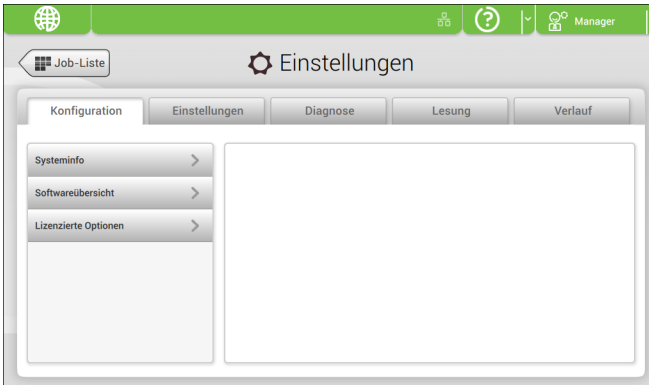 Manager
Job-Liste
Einstellungen
Konfiguration Einstellungen Diagnose Lesung Verlauf
Systeminfo
Softwareübersicht
Lizenzierte Optionen